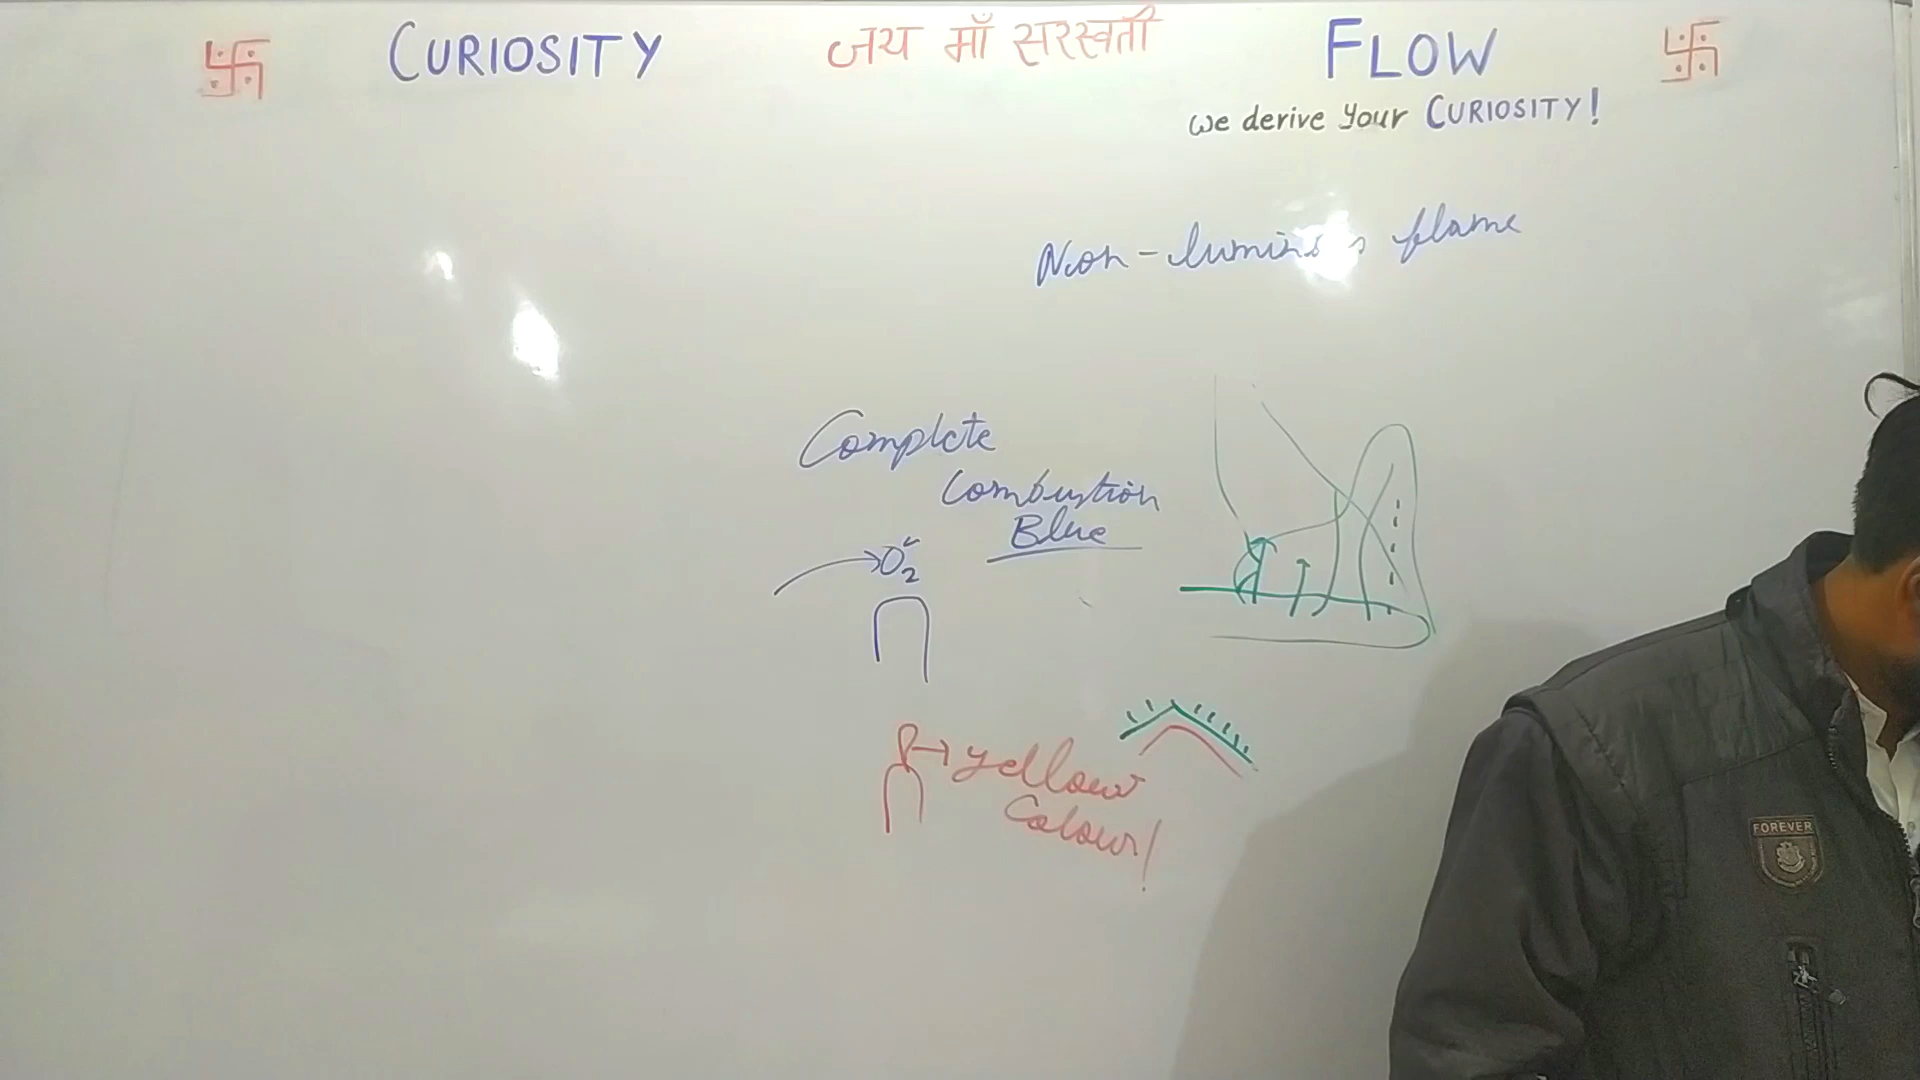 CURIOSITY
जय माँ सरस्वती
FLOW
we derive your CURIOSITY!
flame
Complete
Combustion
Blue
O2
yellow
Colour!
FOREVER